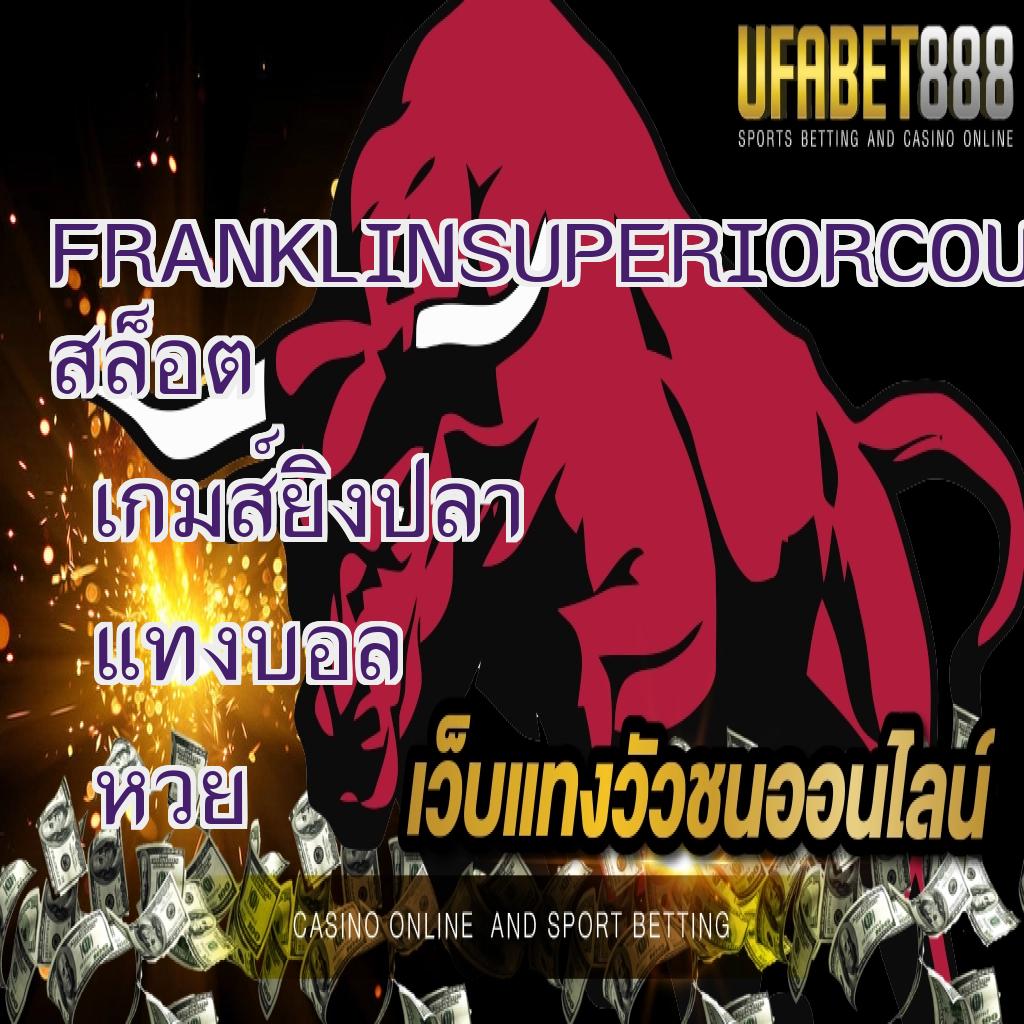 UFABET888
SPORTS BETTING AND CASINO ONLINE
FRANKLINSUPERIORCOU
สล็อต
เกมส์ยิงปลา
แทงบอล
หวย
เว็บแทงวัวชนออนไลน์
CASINO ONLINE AND SPORT BETTING